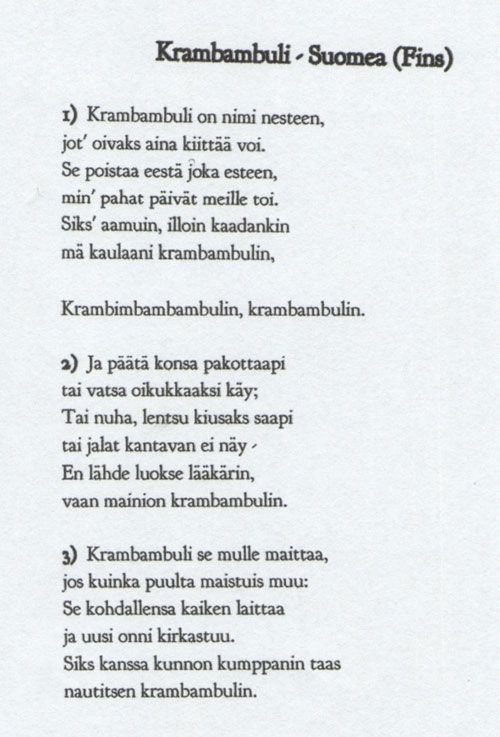 Krambambuli - Suomea (Fins)
1) Krambambuli on nimi nesteen,
jot' oivaks aina kiittää voi.
Se poistaa eestä joka esteen,
min' pahat päivät meille toi.
Siks' aamuin, illoin kaadankin
mä kaulaani krambambulin,
Krambimbambambulin, krambambulin.
2) Ja päätä konsa pakottaapi
tai vatsa oikukkaaksi käy;
Tai nuha, lentsu kiusaks saapi
tai jalat kantavan ei näy -
En lähde luokse lääkärin,
vaan mainion krambambulin.
3) Krambambuli se mulle maittaa,
jos kuinka puulta maistuis muu:
Se kohdallensa kaiken laittaa
ja uusi onni kirkastuu.
Siks kanssa kunnon kumppanin taas
nautitsen krambambulin.